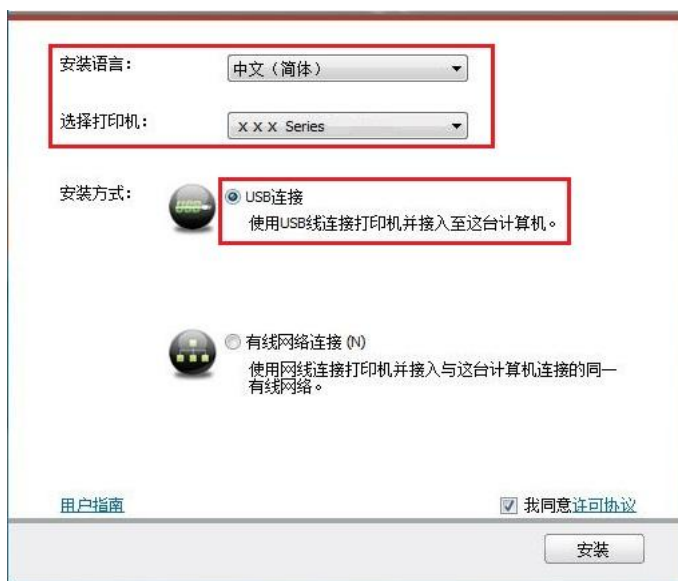 安装语言：
中文（简体）
选择打印机：
x x x Series
安装方式：
USB连接
使用USB线连接打印机并接入至这台计算机。
有线网络连接 (N)
使用网线连接打印机并接入与这台计算机连接的同一
有线网络。
用户指南
我同意许可协议
安装